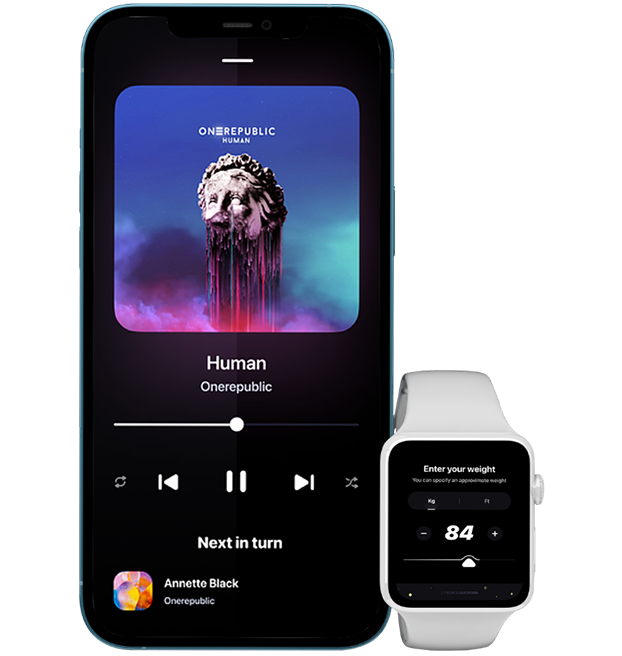 ONEREPUBLIC
HUMAN
Human
Onerepublic
Next in turn
Annette Black
Onerepublic
Enter your weight
You can opocify an approximate weight
Kg
Ft
84